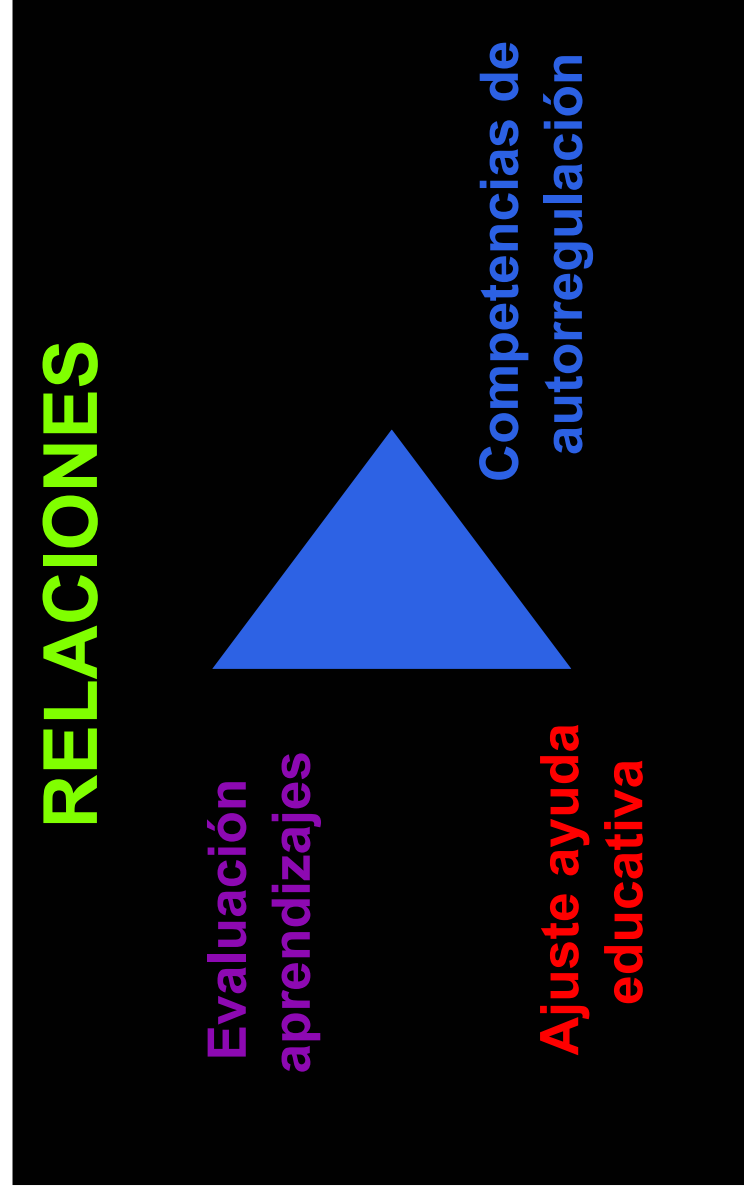 RELACIONES
Evaluación
aprendizajes
Competencias de
autorregulación
Ajuste ayuda
educativa